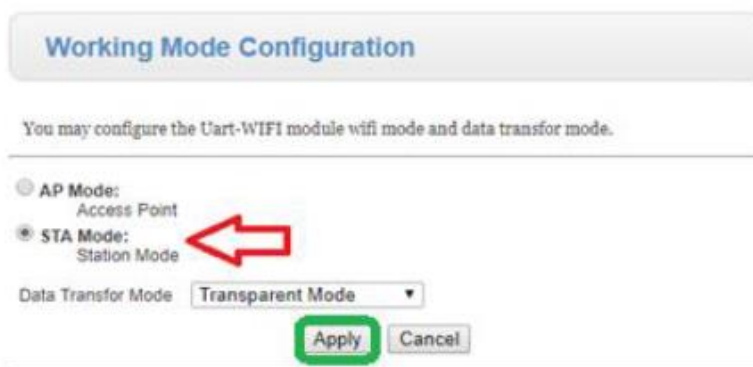 Working Mode Configuration
You may configure the Uart-WIFI module wifi mode and data transfor mode.
AP Mode:
Access Point
STA Mode:
Station Mode
Data Transfor Mode Transparent Mode
Apply Cancel